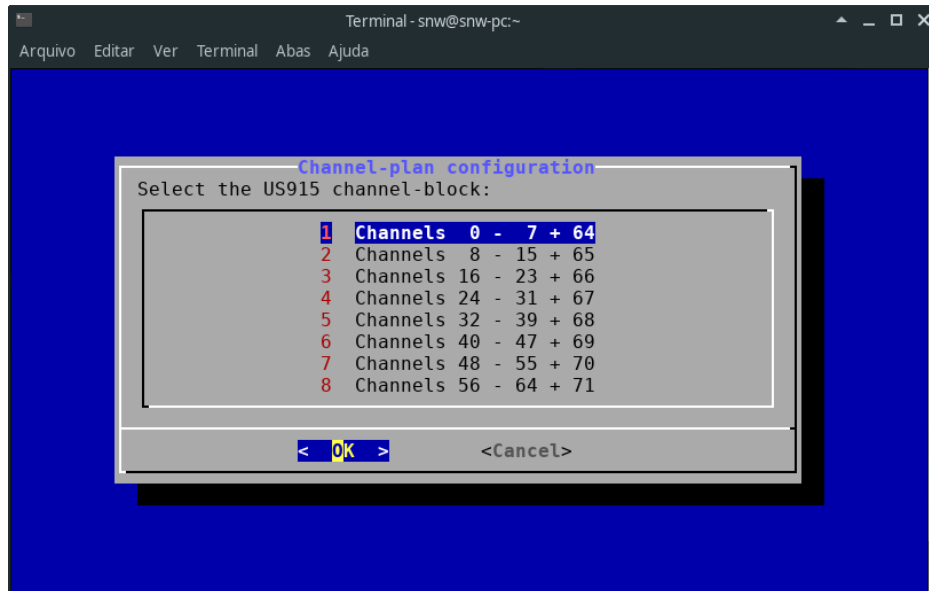 Terminal - snw@snw-pc:~
Arquivo Editar Ver Terminal Abas Ajuda
Channel-plan configuration
Select the US915 channel-block:
1 Channels 0 - 7 + 64
2 Channels 8 - 15 + 65
3 Channels 16 - 23 + 66
4 Channels 24 - 31 + 67
5 Channels 32 - 39 + 68
6 Channels 40 - 47 + 69
7 Channels 48 - 55 + 70
8 Channels 56 - 64 + 71
< OK > <Cancel>